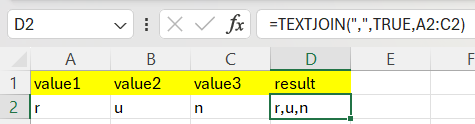 D2 fx =TEXTJOIN(",",TRUE,A2:C2)
A B C D E F
1 value1 value2 value3 result
2 r u n r,u,n